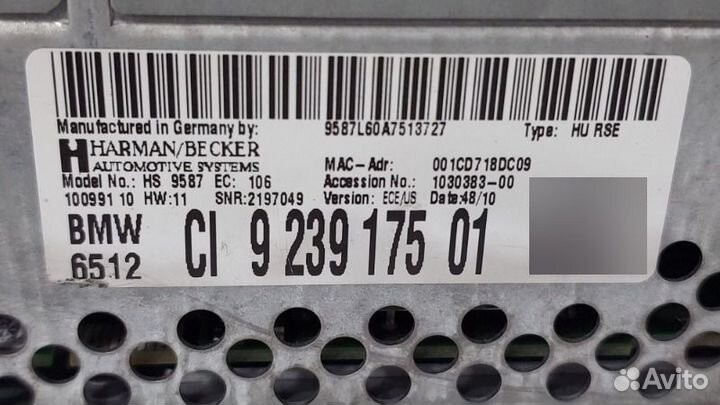 Manufactured in Germany by: 9587L60A7513727 Type: HU RSE
HARMAN/BECKER
AUTOMOTIVE SYSTEMS MAC-Adr: 001CD718DC09
Model No.: HS 9587 EC: 106 Accession No.: 1030383-00
100991 10 HW:11 SNR:2197049 Version: ECE/US Date:48/10
BMW
6512 CI 9 239 175 01
Avito